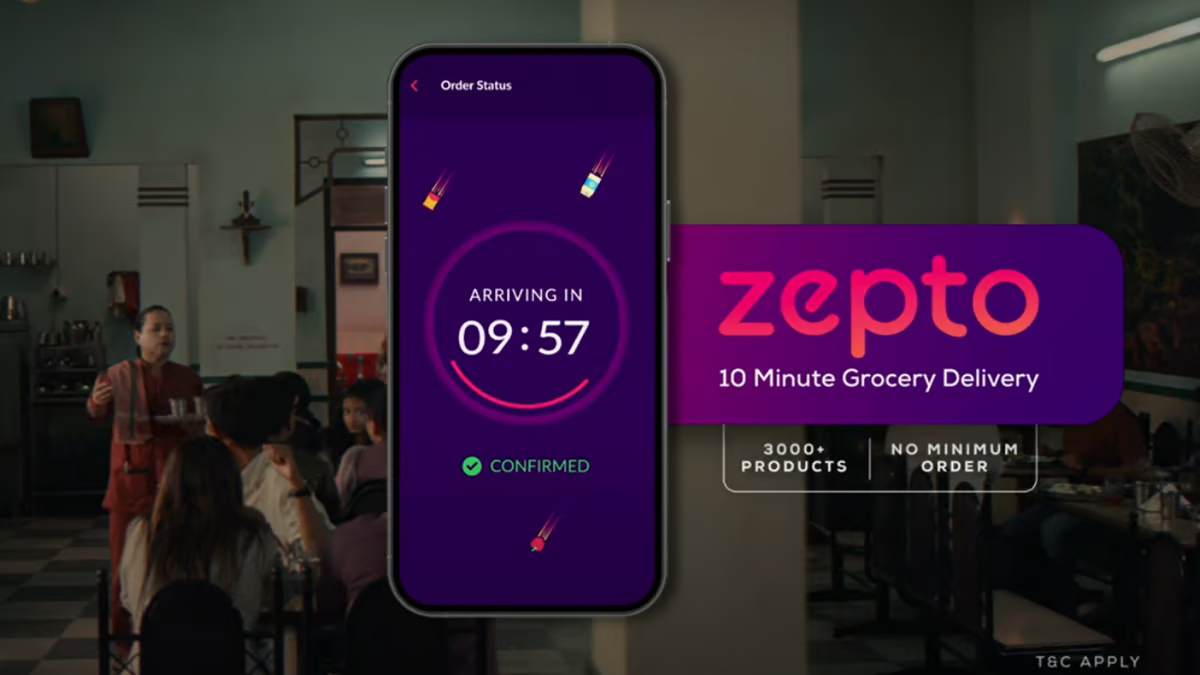 Order Status
ARRIVING IN
09:57
CONFIRMED
zepto
10 Minute Grocery Delivery
3000+
PRODUCTS
NO MINIMUM
ORDER
T&C APPLY